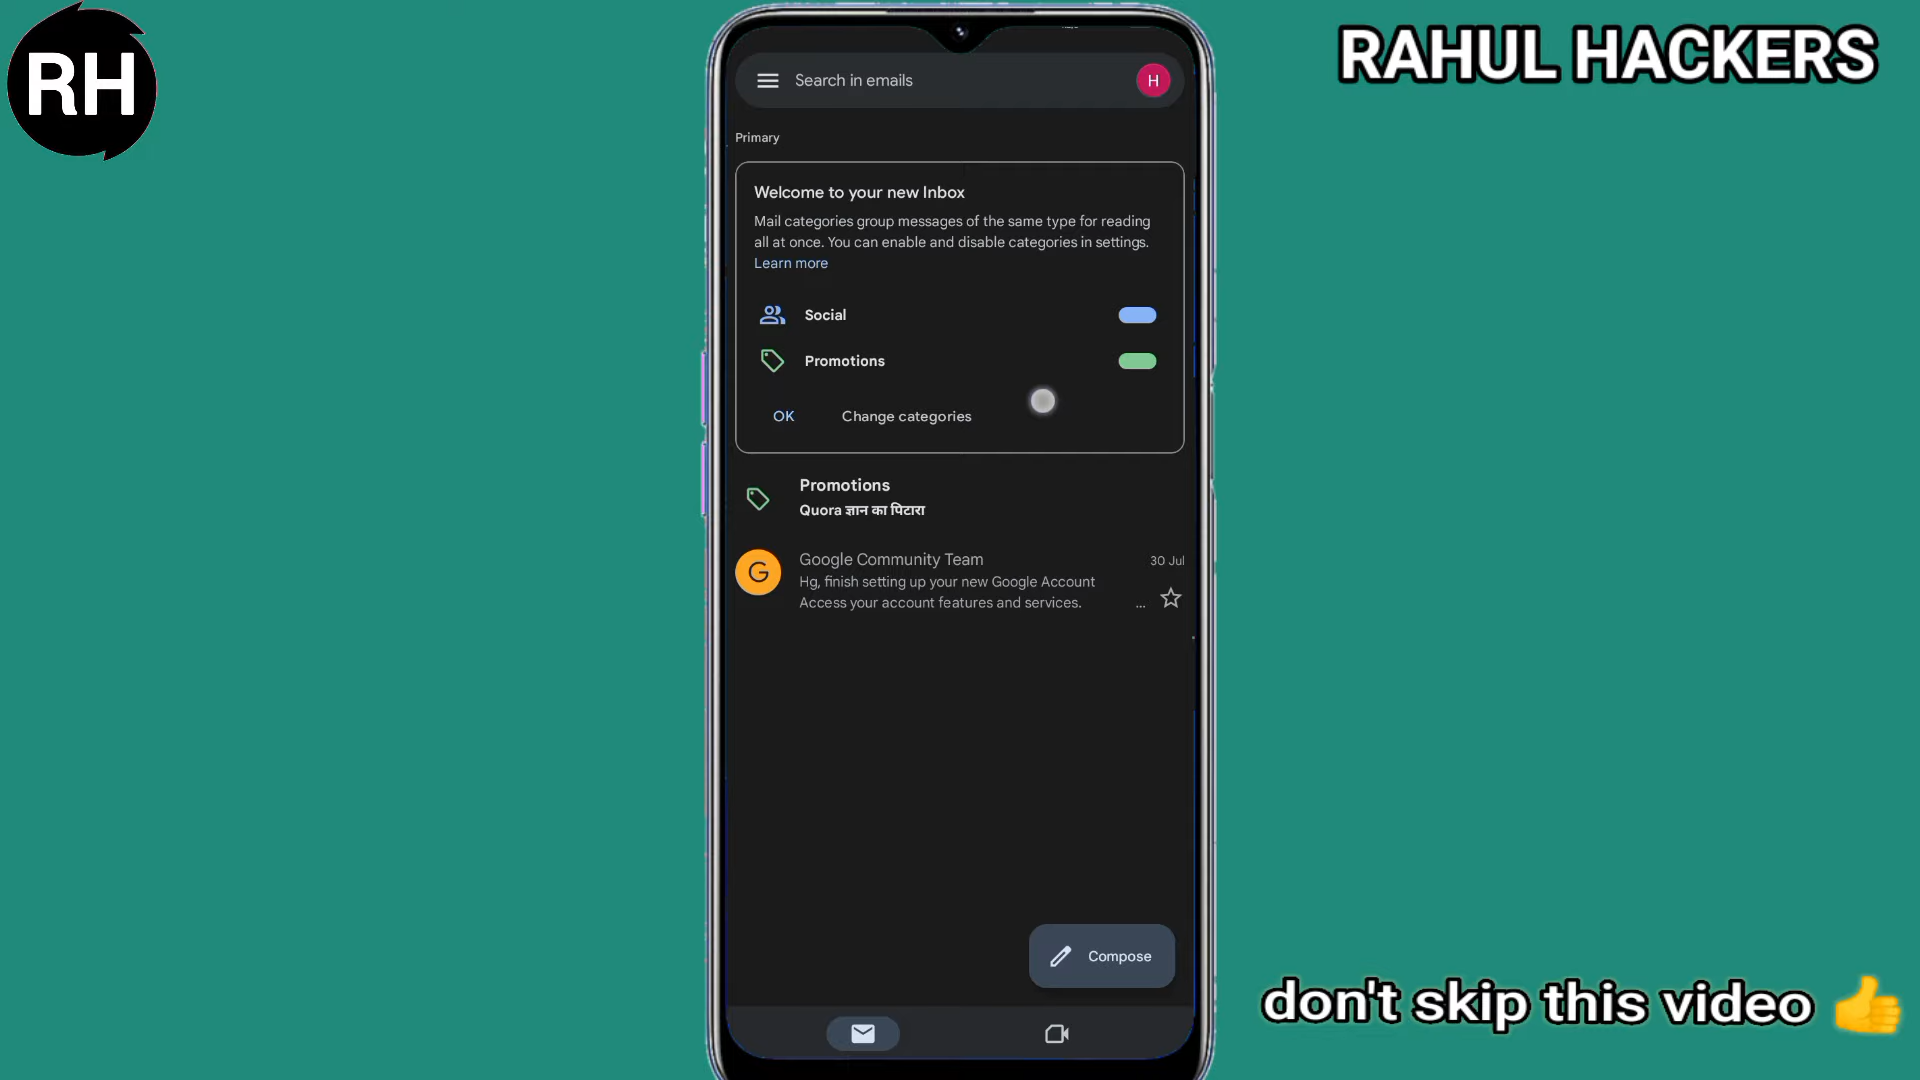 RH
RAHUL HACKERS
Search in emails
H
Primary
Welcome to your new Inbox
Mail categories group messages of the same type for reading
all at once. You can enable and disable categories in settings.
Learn more
Social
Promotions
OK
Change categories
Promotions
Quora ज्ञान का पिटारा
G
Google Community Team
30 Jul
Hg, finish setting up your new Google Account
Access your account features and services.
...
Compose
don't skip this video 👍